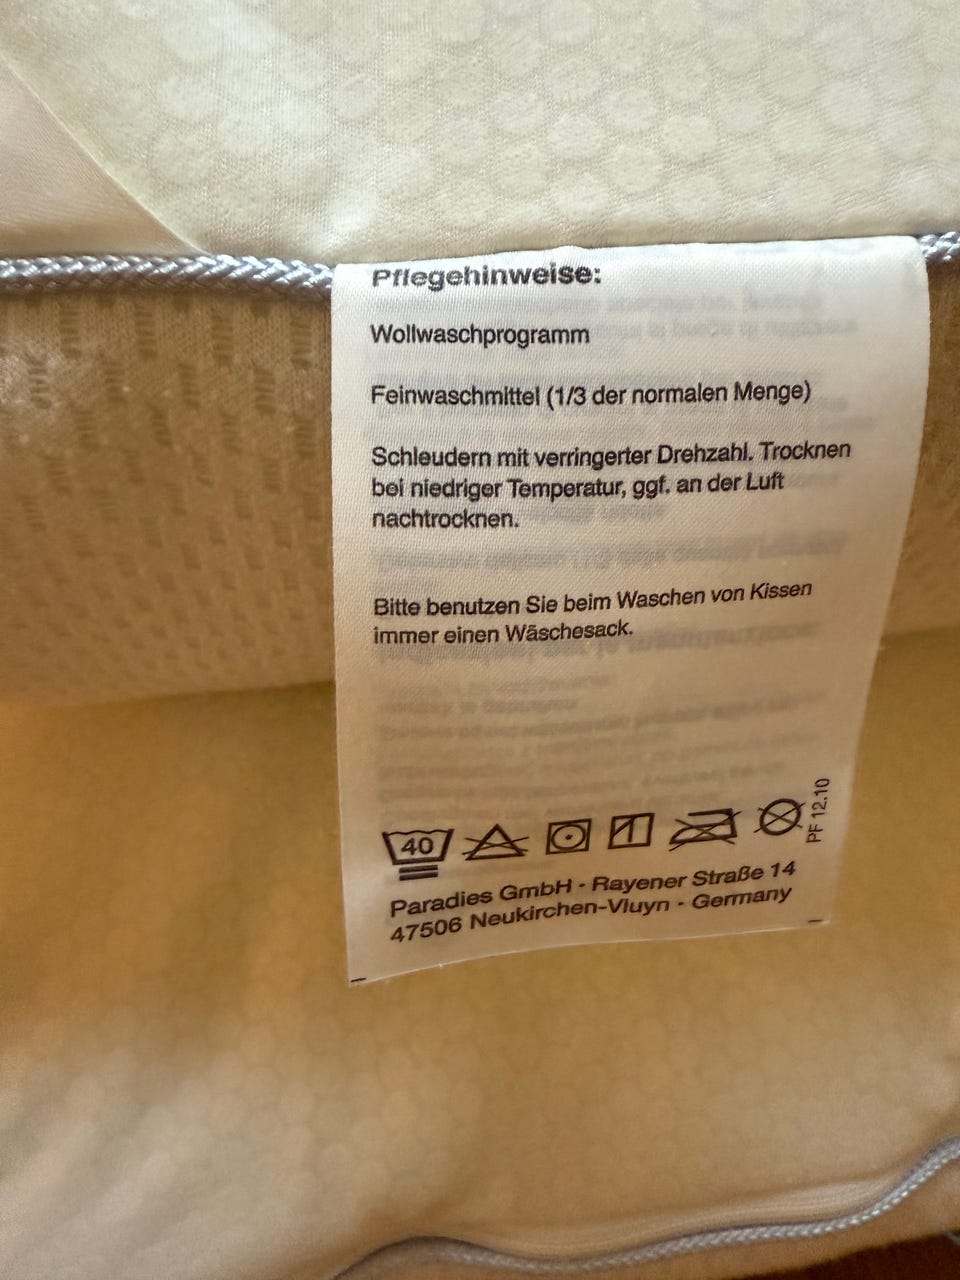 Pflegehinweise:
Wollwaschprogramm
Feinwaschmittel (1/3 der normalen Menge)
Schleudern mit verringerter Drehzahl. Trocknen
bei niedriger Temperatur, ggf. an der Luft
nachtrocknen.
Bitte benutzen Sie beim Waschen von Kissen
immer einen Wäschesack.
40
PF 12.10
Paradies GmbH · Rayener Straße 14
47506 Neukirchen-Vluyn · Germany